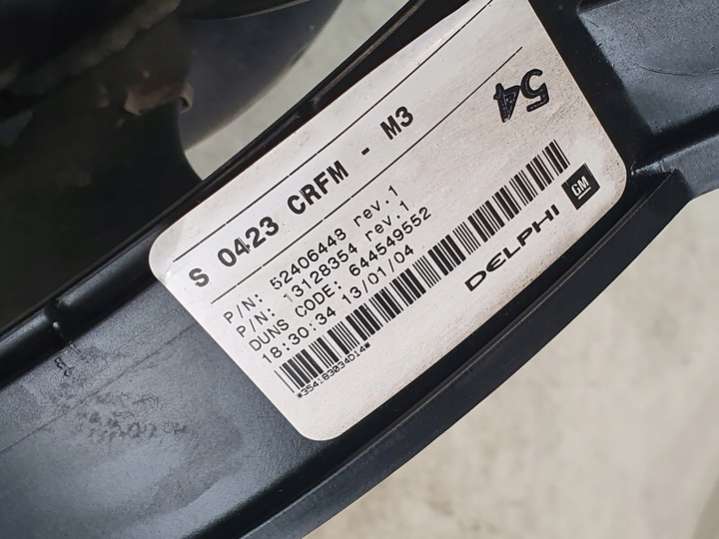 54
S 0423 CRFM - M3
P/N: 52406448 rev.1
P/N: 13128354 rev.1
DUNS CODE: 644549552
18:30:34 13/01/04
*354183034D14*
DELPHI
GM